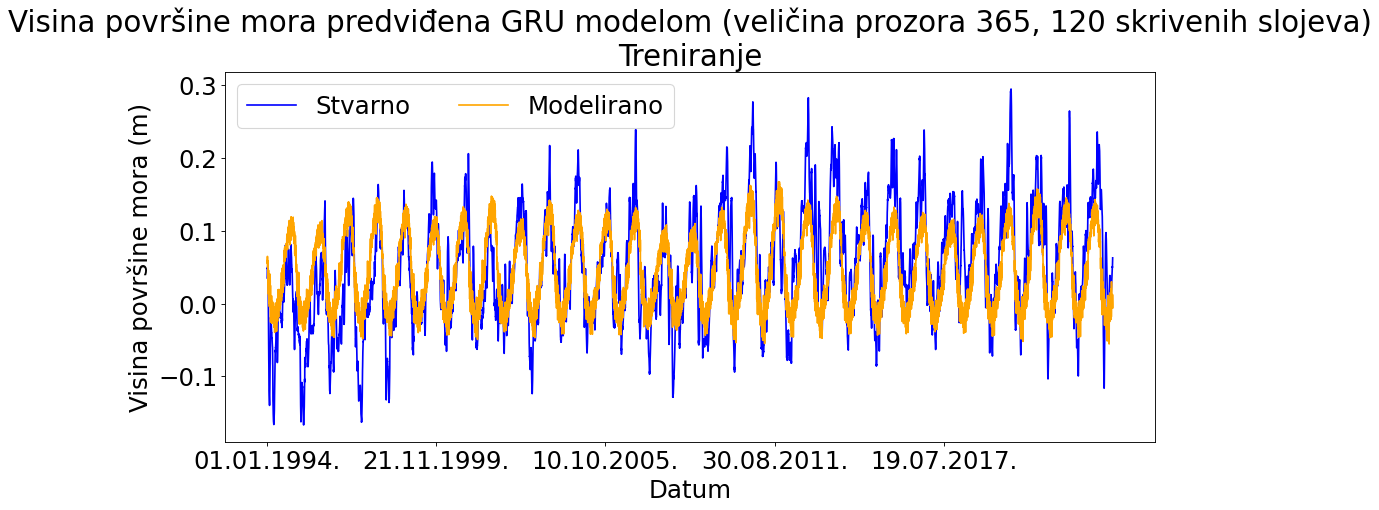 Visina površine mora predviđena GRU modelom (veličina prozora 365, 120 skrivenih slojeva)
Treniranje
Stvarno
Modelirano
Visina površine mora (m)
0.3
0.2
0.1
0.0
−0.1
01.01.1994.
21.11.1999.
10.10.2005.
30.08.2011.
19.07.2017.
Datum